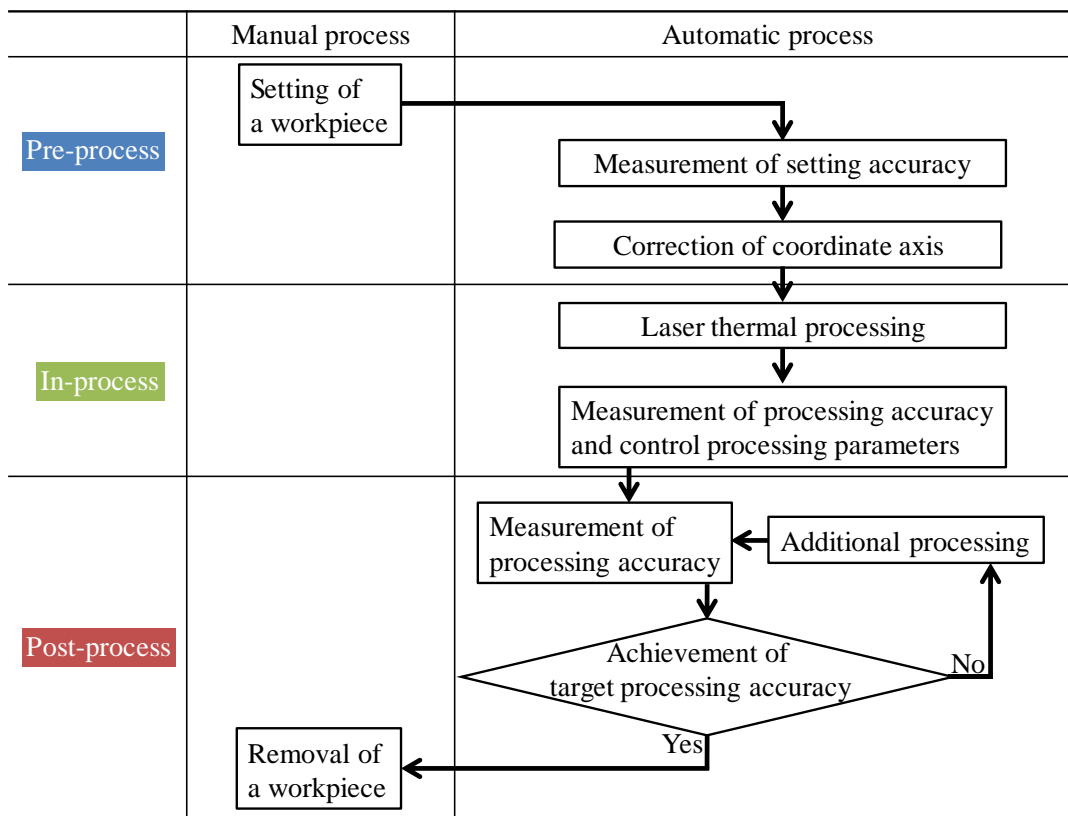 Manual process
Automatic process
Setting of
a workpiece
Pre-process
Measurement of setting accuracy
Correction of coordinate axis
Laser thermal processing
In-process
Measurement of processing accuracy
and control processing parameters
Measurement of
processing accuracy
Additional processing
Post-process
Achievement of
target processing accuracy
No
Yes
Removal of
a workpiece